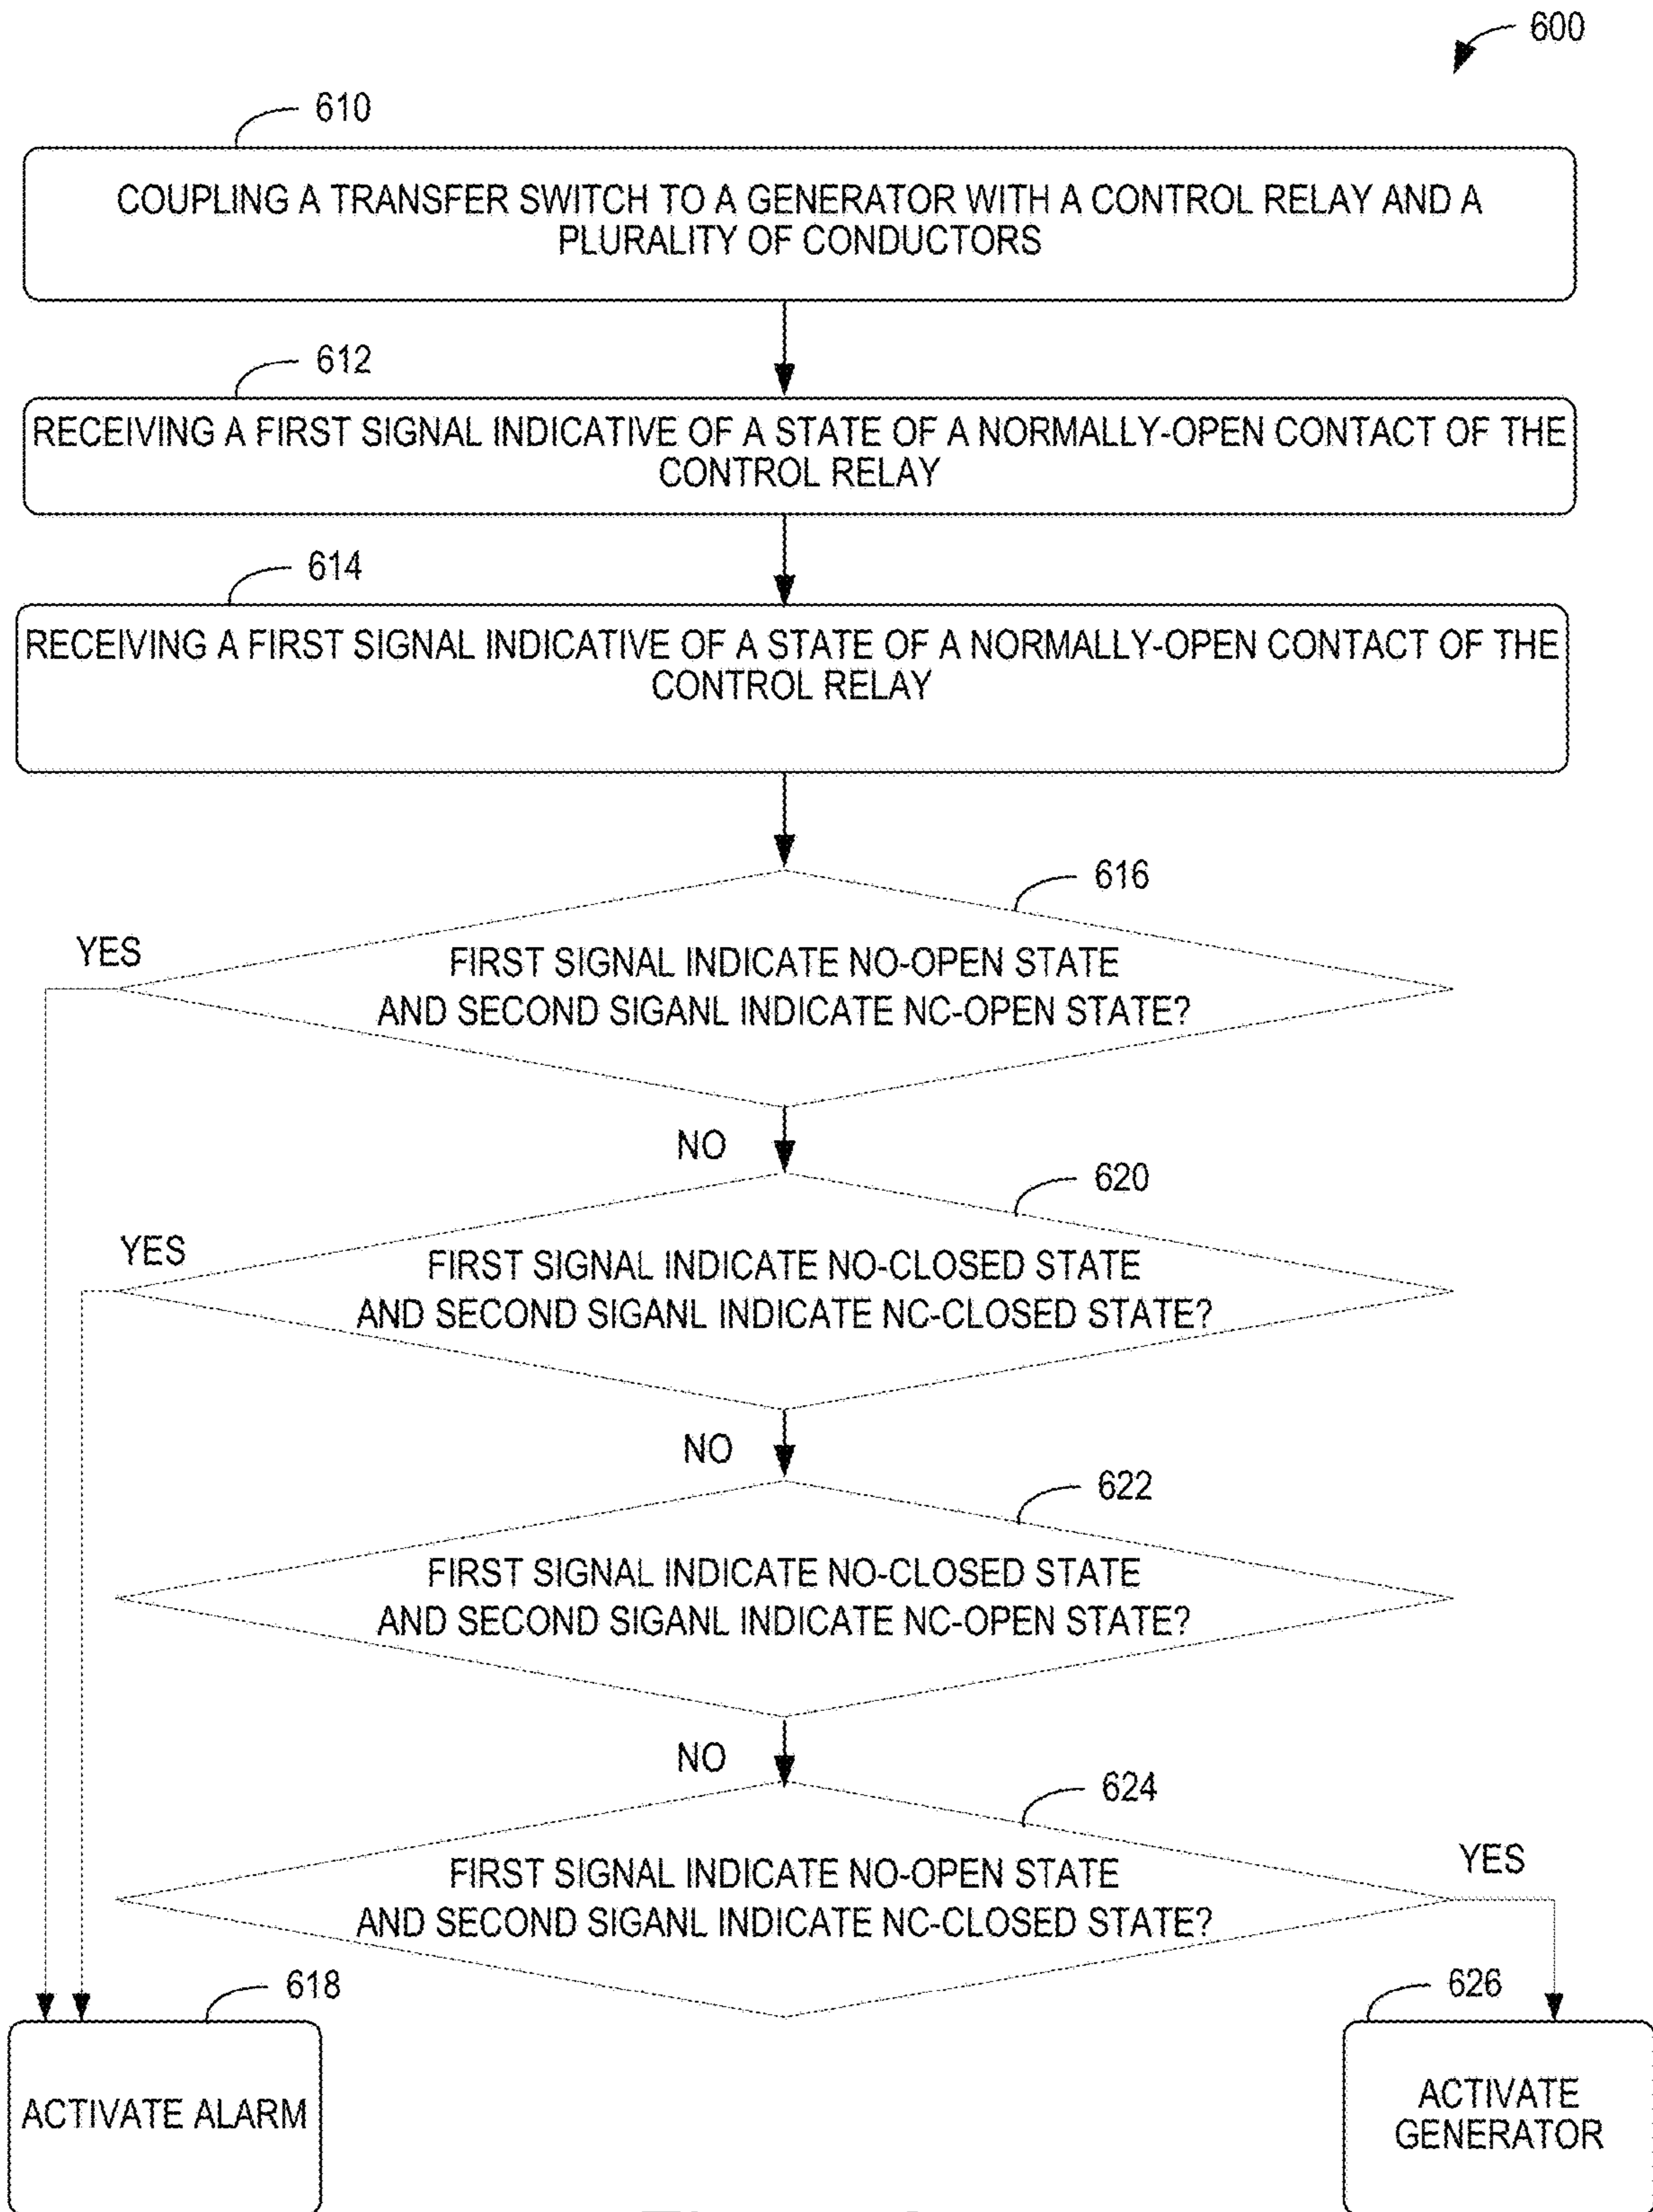 600
610
COUPLING A TRANSFER SWITCH TO A GENERATOR WITH A CONTROL RELAY AND A
PLURALITY OF CONDUCTORS
612
RECEIVING A FIRST SIGNAL INDICATIVE OF A STATE OF A NORMALLY-OPEN CONTACT OF THE
CONTROL RELAY
614
RECEIVING A FIRST SIGNAL INDICATIVE OF A STATE OF A NORMALLY-OPEN CONTACT OF THE
CONTROL RELAY
616
YES
FIRST SIGNAL INDICATE NO-OPEN STATE
AND SECOND SIGANL INDICATE NC-OPEN STATE?
NO
620
YES
FIRST SIGNAL INDICATE NO-CLOSED STATE
AND SECOND SIGANL INDICATE NC-CLOSED STATE?
NO
622
FIRST SIGNAL INDICATE NO-CLOSED STATE
AND SECOND SIGANL INDICATE NC-OPEN STATE?
NO
624
YES
FIRST SIGNAL INDICATE NO-OPEN STATE
AND SECOND SIGANL INDICATE NC-CLOSED STATE?
618
626
ACTIVATE ALARM
ACTIVATE
GENERATOR